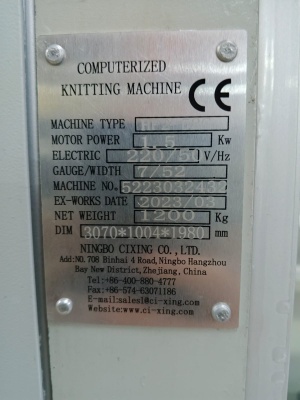 COMPUTERIZED
KNITTING MACHINE CE
MACHINE TYPE
MOTOR POWER 1.5 Kw
ELECTRIC 220/50 V/Hz
GAUGE/WIDTH 7/52
MACHINE NO. 5223032432
EX-WORKS DATE 2023/03
NET WEIGHT 1200 Kg
DIM 3070*1004*1980 mm
NINGBO CIXING CO.,LTD.
Add:NO. 708 Binhai 4 Road, Ningbo Hangzhou
Bay New District, Zhejiang, China
Tel:+86-400-880-4777
Fax:+86-574-63071186
E-mail:sales1@ci-xing.com
Website:www.ci-xing.com